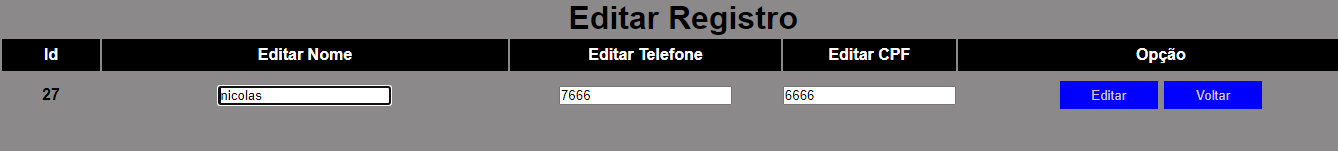 Editar Registro
Id Editar Nome Editar Telefone Editar CPF Opção
27 nicolas 7666 6666 Editar Voltar